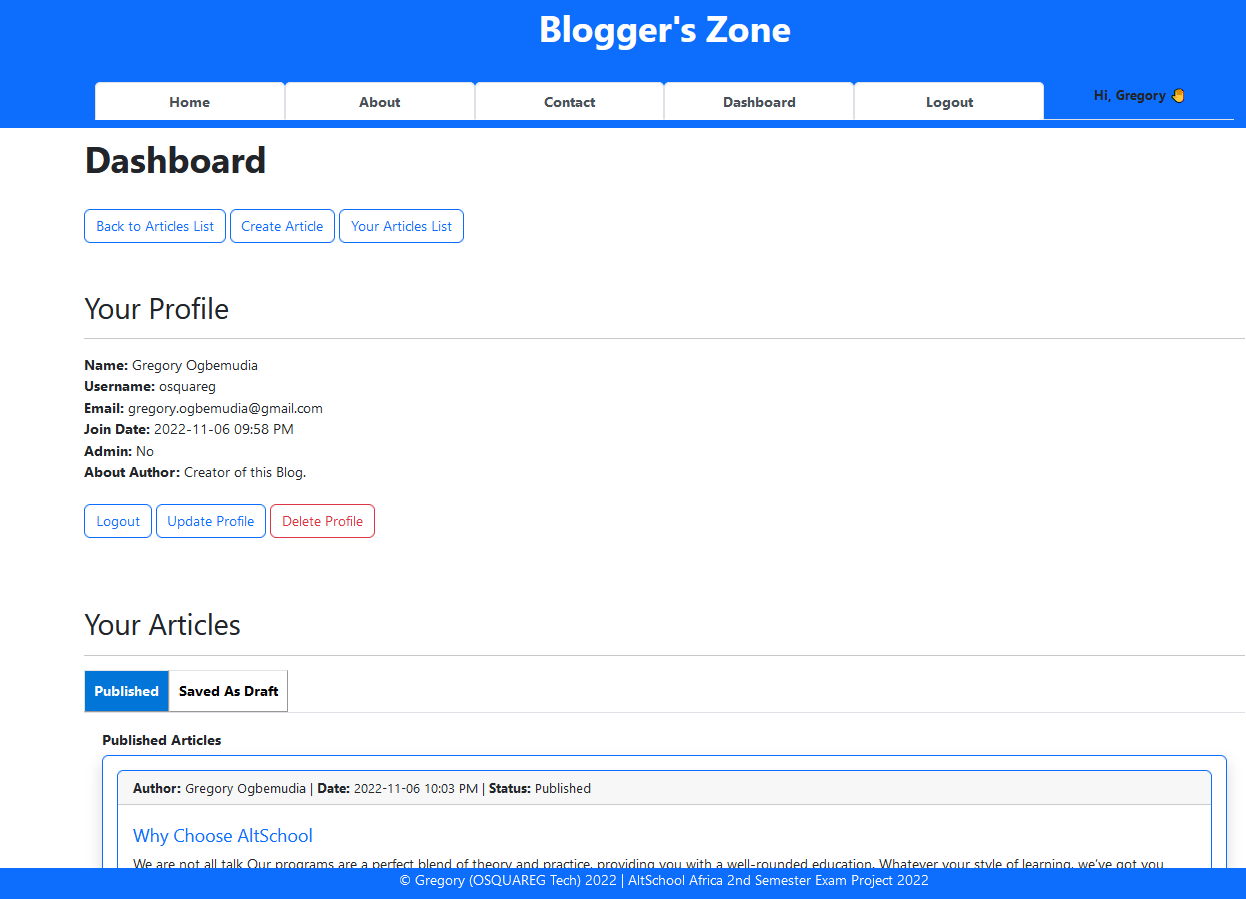 Blogger's Zone
Home About Contact Dashboard Logout Hi, Gregory 🤚
Dashboard
Back to Articles List Create Article Your Articles List
Your Profile
Name: Gregory Ogbemudia
Username: osquareg
Email: gregory.ogbemudia@gmail.com
Join Date: 2022-11-06 09:58 PM
Admin: No
About Author: Creator of this Blog.
Logout Update Profile Delete Profile
Your Articles
Published Saved As Draft
Published Articles
Author: Gregory Ogbemudia | Date: 2022-11-06 10:03 PM | Status: Published
Why Choose AltSchool
We are not all talk Our programs are a perfect blend of theory and practice, providing you with a well-rounded education. Whatever your style of learning, we've got you
© Gregory (OSQUAREG Tech) 2022 | AltSchool Africa 2nd Semester Exam Project 2022